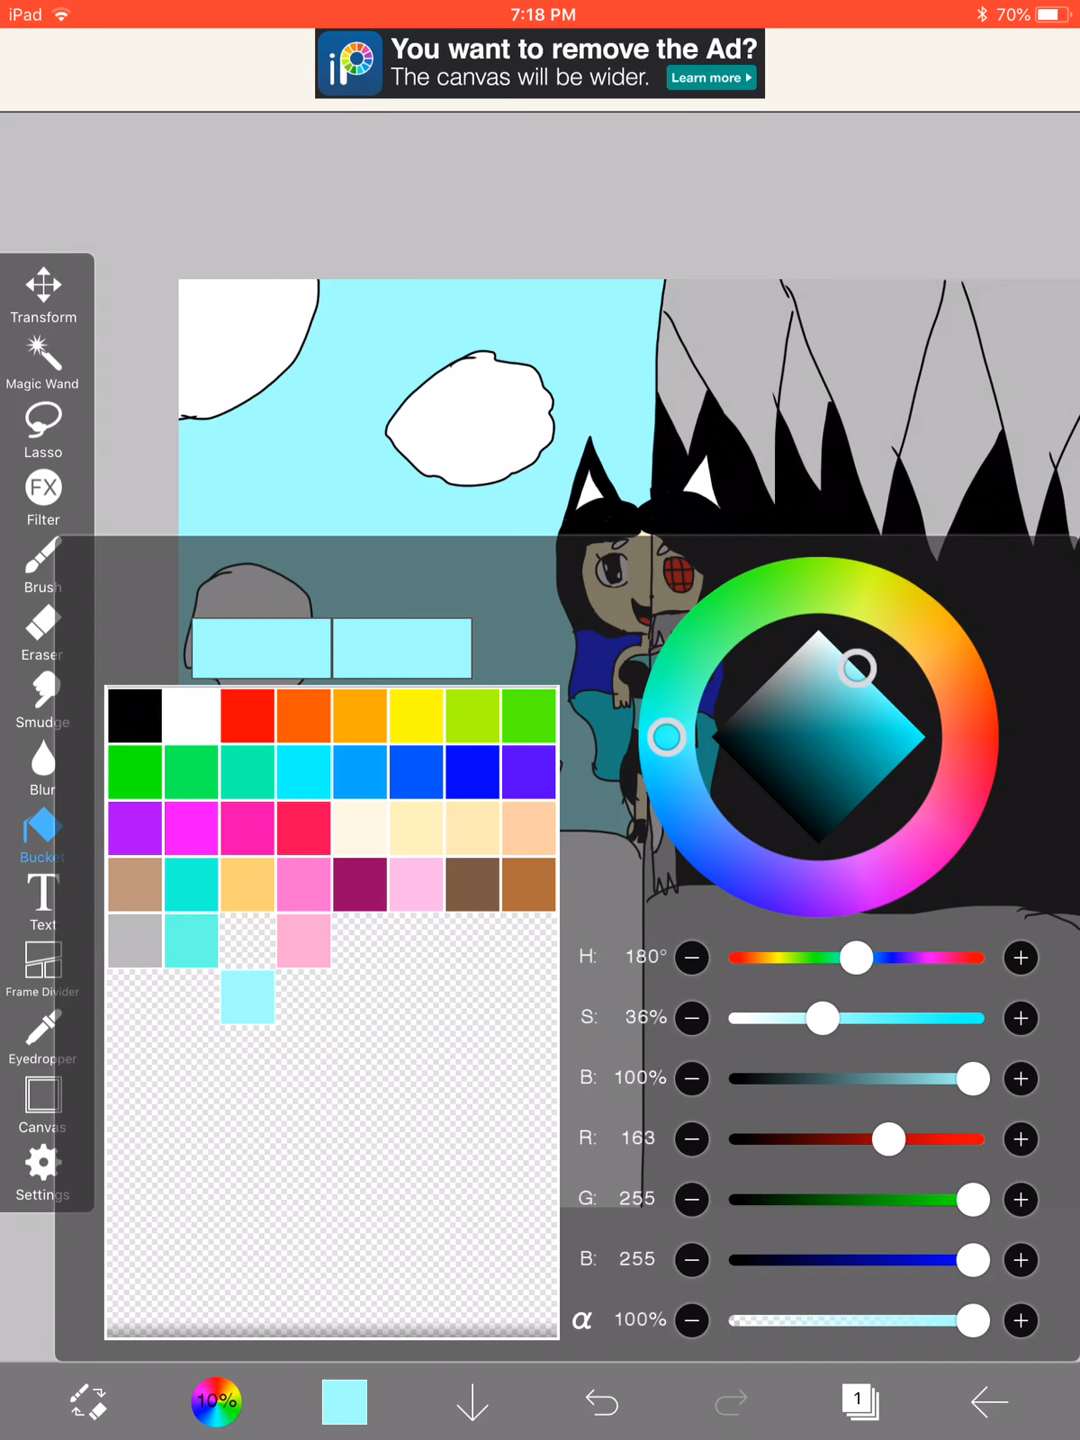 iPad
7:18 PM
70%
iP
You want to remove the Ad?
The canvas will be wider.
Learn more
Transform
Magic Wand
Lasso
FX
Filter
Brush
Eraser
Smudge
Blur
Bucket
T
Text
Frame Divider
Eyedropper
Canvas
Settings
H: 180°
S: 36%
B: 100%
R: 163
G: 255
B: 255
α 100%
10%
1